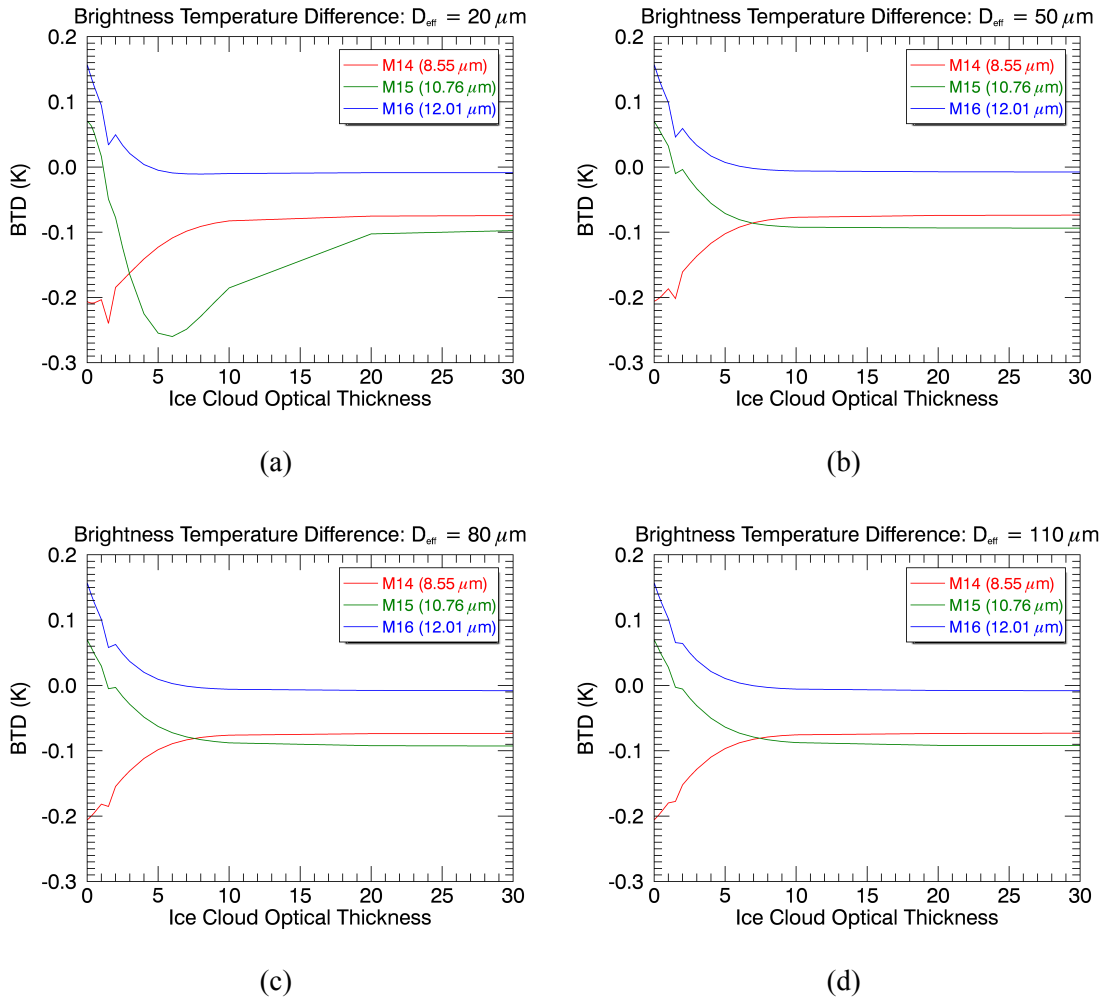 Brightness Temperature Difference: Deff = 20 μm
0.2
0.1
0.0
-0.1
-0.2
-0.3
BTD (K)
M14 (8.55 μm)
M15 (10.76 μm)
M16 (12.01 μm)
0 5 10 15 20 25 30
Ice Cloud Optical Thickness
(a)
Brightness Temperature Difference: Deff = 50 μm
0.2
0.1
0.0
-0.1
-0.2
-0.3
BTD (K)
M14 (8.55 μm)
M15 (10.76 μm)
M16 (12.01 μm)
0 5 10 15 20 25 30
Ice Cloud Optical Thickness
(b)
Brightness Temperature Difference: Deff = 80 μm
0.2
0.1
0.0
-0.1
-0.2
-0.3
BTD (K)
M14 (8.55 μm)
M15 (10.76 μm)
M16 (12.01 μm)
0 5 10 15 20 25 30
Ice Cloud Optical Thickness
(c)
Brightness Temperature Difference: Deff = 110 μm
0.2
0.1
0.0
-0.1
-0.2
-0.3
BTD (K)
M14 (8.55 μm)
M15 (10.76 μm)
M16 (12.01 μm)
0 5 10 15 20 25 30
Ice Cloud Optical Thickness
(d)